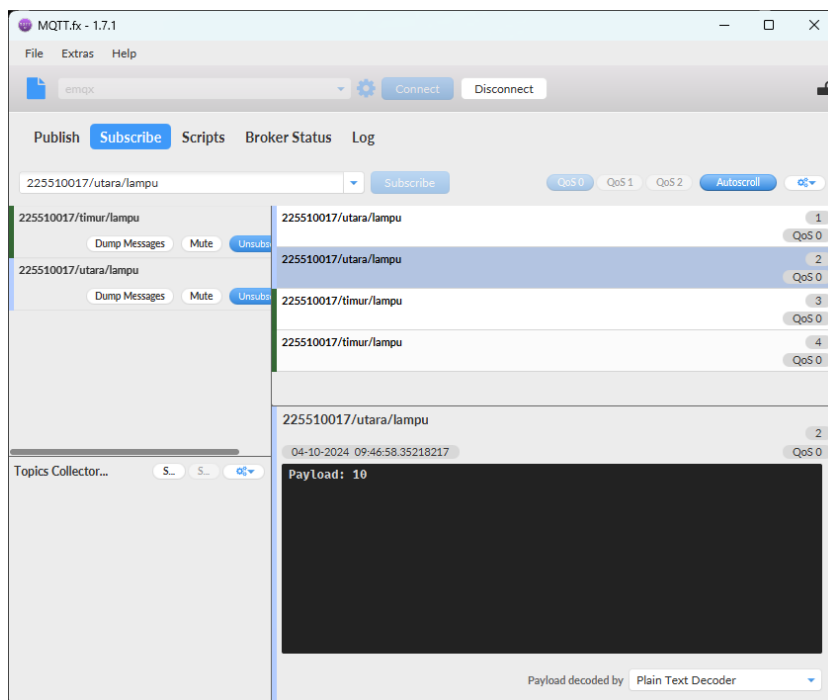 MQTT.fx - 1.7.1
File Extras Help
emqx Connect Disconnect
Publish Subscribe Scripts Broker Status Log
225510017/utara/lampu Subscribe QoS 0 QoS 1 QoS 2 Autoscroll
225510017/timur/lampu
Dump Messages Mute Unsubs
225510017/utara/lampu
Dump Messages Mute Unsubs
225510017/utara/lampu 1
QoS 0
225510017/utara/lampu 2
QoS 0
225510017/timur/lampu 3
QoS 0
225510017/timur/lampu 4
QoS 0
Topics Collector... S... S...
225510017/utara/lampu 2
04-10-2024 09:46:58.35218217 QoS 0
Payload: 10
Payload decoded by Plain Text Decoder